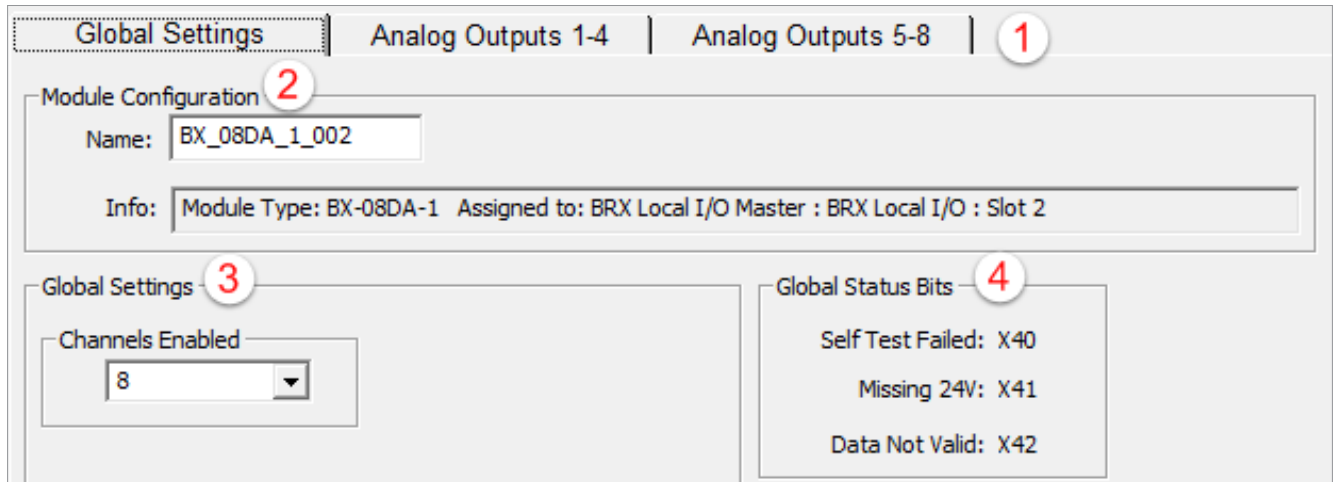 Global Settings Analog Outputs 1-4 Analog Outputs 5-8 1
Module Configuration 2
Name: BX_08DA_1_002
Info: Module Type: BX-08DA-1 Assigned to: BRX Local I/O Master : BRX Local I/O : Slot 2
Global Settings 3
Channels Enabled
8
Global Status Bits 4
Self Test Failed: X40
Missing 24V: X41
Data Not Valid: X42